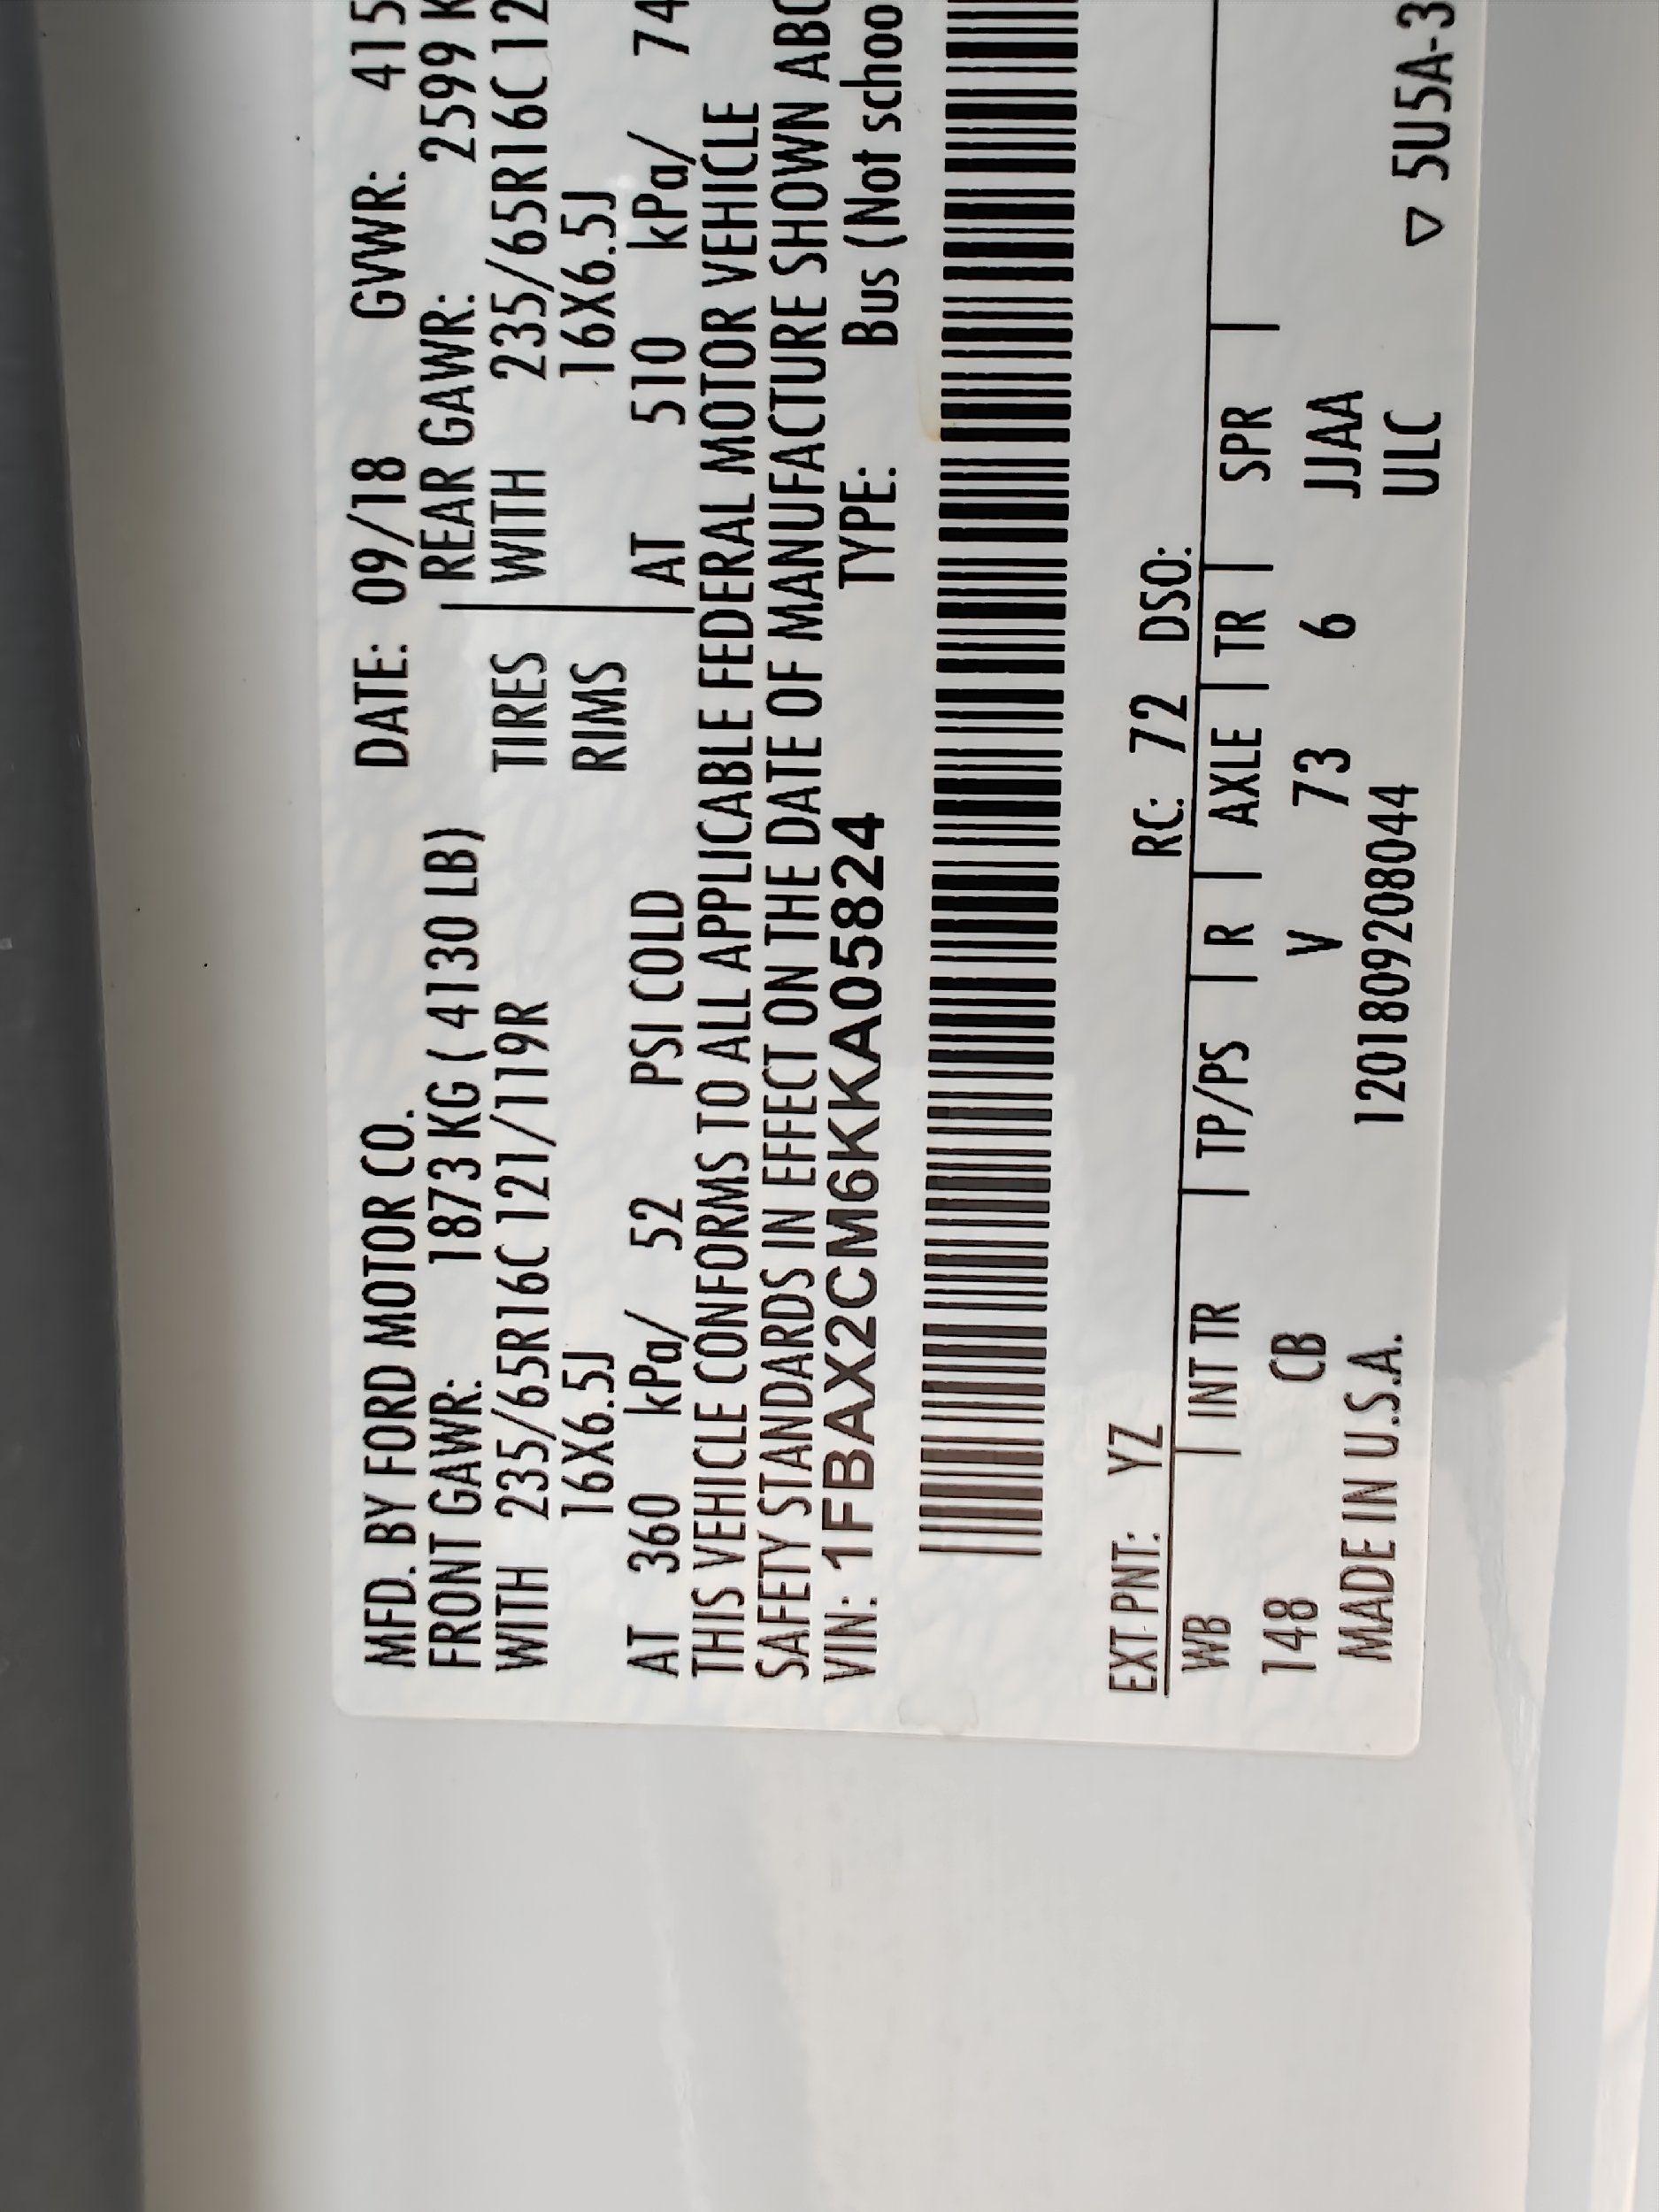 MFD. BY FORD MOTOR CO. DATE: 09/18 GVWR: 415
FRONT GAWR: 1873 KG ( 4130 LB) REAR GAWR: 2599 K
WITH 235/65R16C 121/119R TIRES WITH 235/65R16C 12
16X6.5J RIMS 16X6.5J
AT 360 kPa/ 52 PSI COLD AT 510 kPa/ 74
THIS VEHICLE CONFORMS TO ALL APPLICABLE FEDERAL MOTOR VEHICLE
SAFETY STANDARDS IN EFFECT ON THE DATE OF MANUFACTURE SHOWN ABO
VIN: 1FBAX2CM6KKA05824 TYPE: Bus (Not schoo
EXT PNT: YZ RC: 72 DSO:
WB | INT TR | TP/PS | R | AXLE | TR | SPR |
148 CB V 73 6 JJAA
MADE IN U.S.A. 1201809208044 ULC
▽ 5U5A-3